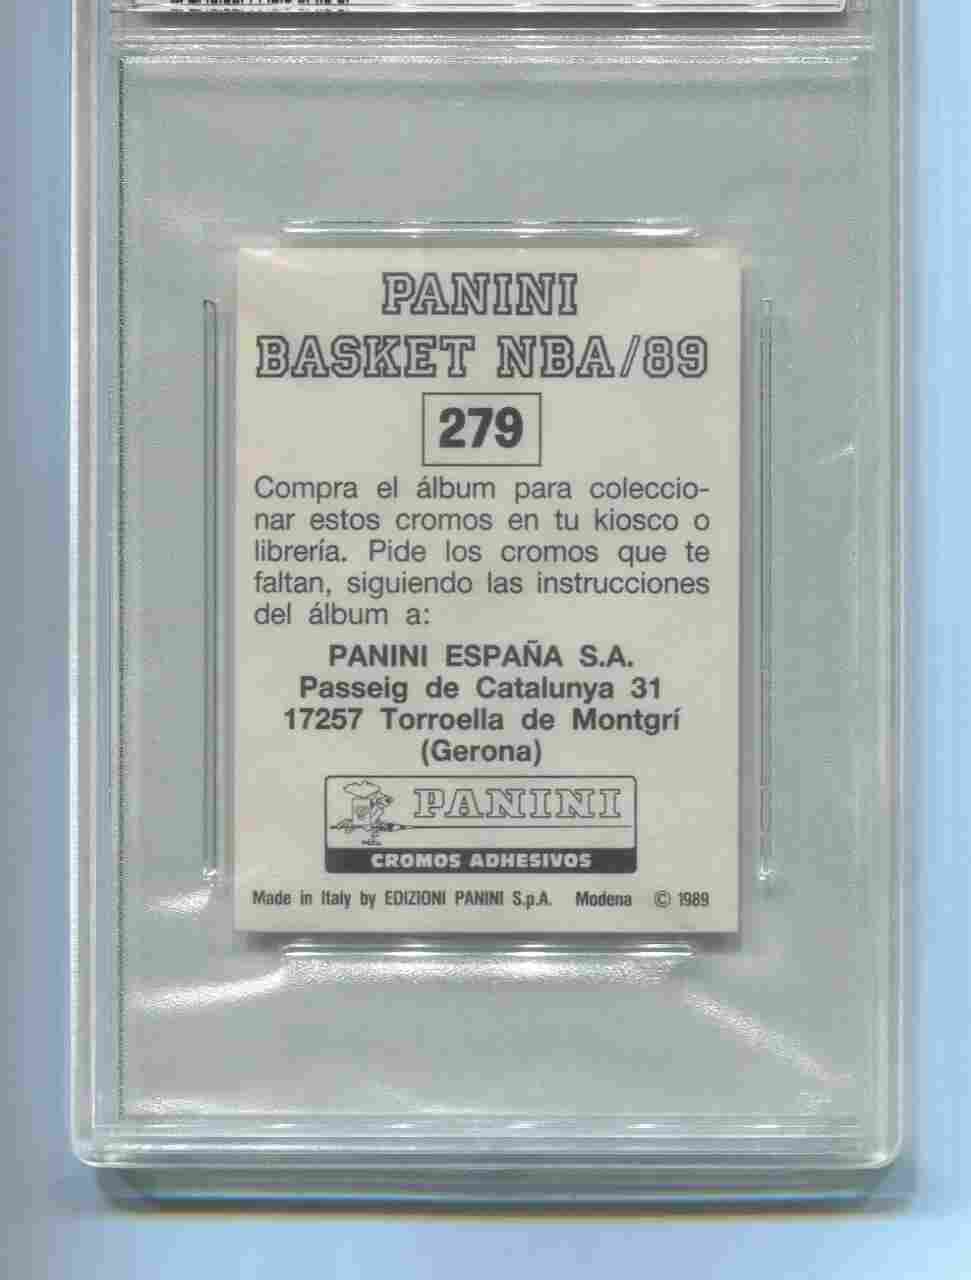 PANINI
BASKET NBA/89
279
Compra el álbum para coleccio-
nar estos cromos en tu kiosco o
librería. Pide los cromos que te
faltan, siguiendo las instrucciones
del álbum a:
PANINI ESPAÑA S.A.
Passeig de Catalunya 31
17257 Torroella de Montgrí
(Gerona)
PANINI
CROMOS ADHESIVOS
Made in Italy by EDIZIONI PANINI S.p.A. Modena © 1989